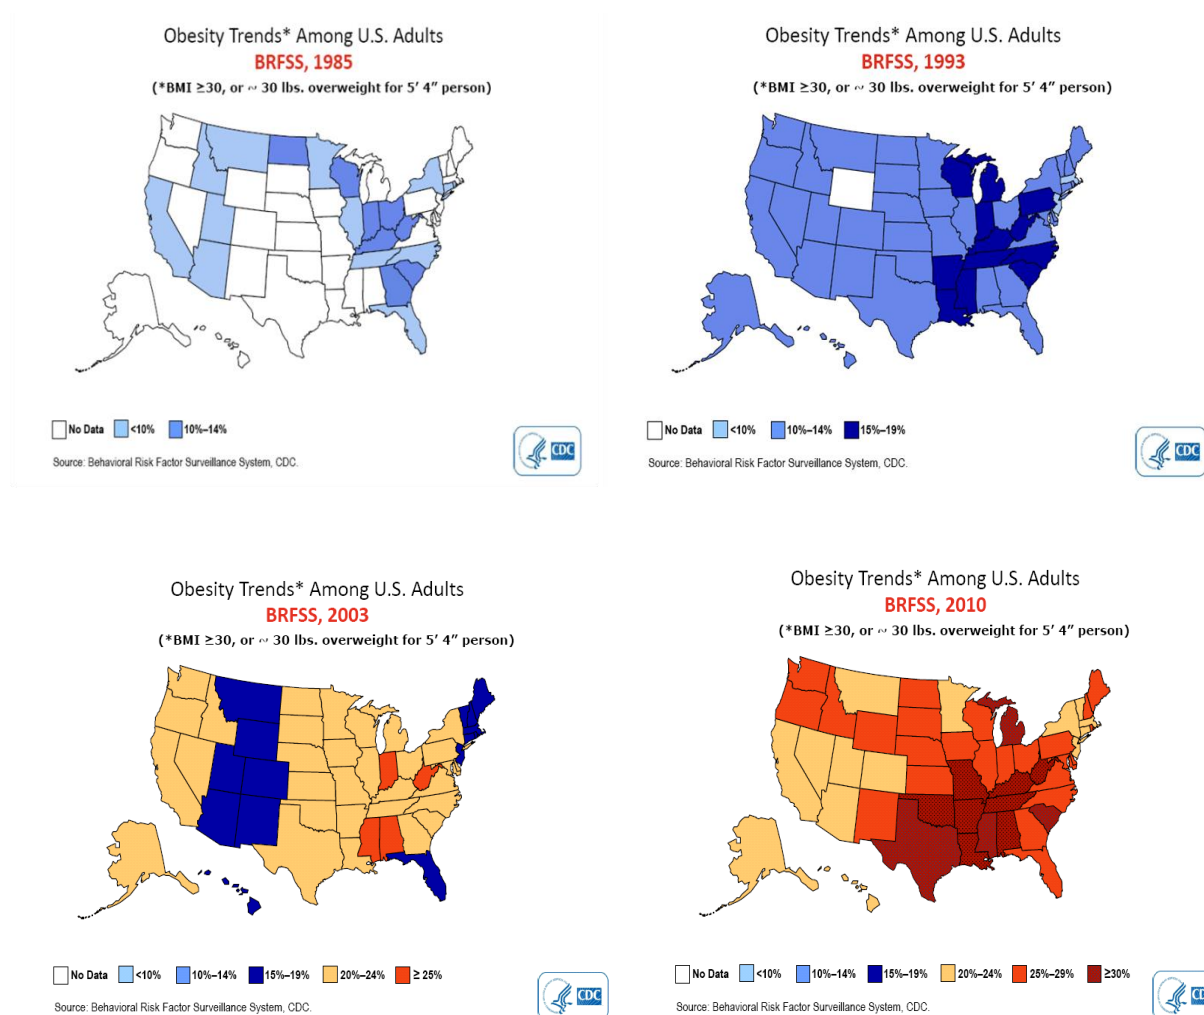 Obesity Trends* Among U.S. Adults
BRFSS, 1985
(*BMI ≥30, or ~ 30 lbs. overweight for 5′ 4″ person)
No Data <10% 10%–14%
Source: Behavioral Risk Factor Surveillance System, CDC.
CDC
Obesity Trends* Among U.S. Adults
BRFSS, 1993
(*BMI ≥30, or ~ 30 lbs. overweight for 5′ 4″ person)
No Data <10% 10%–14% 15%–19%
Source: Behavioral Risk Factor Surveillance System, CDC.
CDC
Obesity Trends* Among U.S. Adults
BRFSS, 2003
(*BMI ≥30, or ~ 30 lbs. overweight for 5′ 4″ person)
No Data <10% 10%–14% 15%–19% 20%–24% ≥ 25%
Source: Behavioral Risk Factor Surveillance System, CDC.
CDC
Obesity Trends* Among U.S. Adults
BRFSS, 2010
(*BMI ≥30, or ~ 30 lbs. overweight for 5′ 4″ person)
No Data <10% 10%–14% 15%–19% 20%–24% 25%–29% ≥30%
Source: Behavioral Risk Factor Surveillance System, CDC.